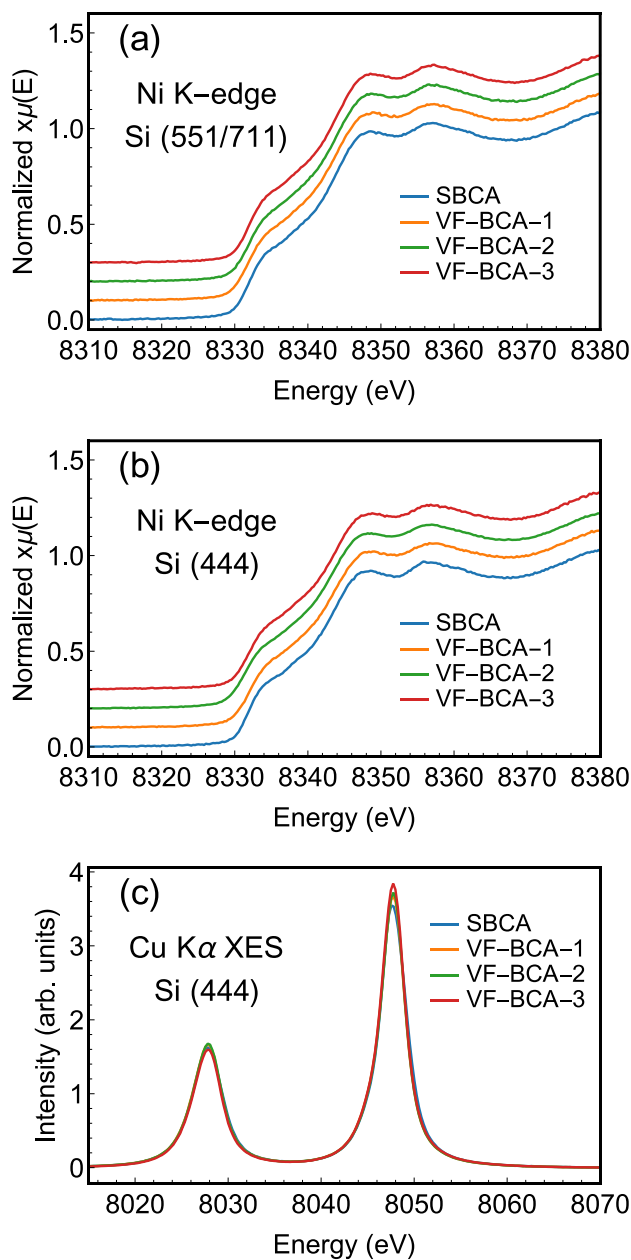 (a)
Ni K–edge
Si (551/711)
SBCA
VF–BCA–1
VF–BCA–2
VF–BCA–3
Normalized xμ(E)
1.5
1.0
0.5
0.0
8310 8320 8330 8340 8350 8360 8370 8380
Energy (eV)
(b)
Ni K–edge
Si (444)
SBCA
VF–BCA–1
VF–BCA–2
VF–BCA–3
Normalized xμ(E)
1.5
1.0
0.5
0.0
8310 8320 8330 8340 8350 8360 8370 8380
Energy (eV)
(c)
Cu Kα XES
Si (444)
SBCA
VF–BCA–1
VF–BCA–2
VF–BCA–3
Intensity (arb. units)
4
3
2
1
0
8020 8030 8040 8050 8060 8070
Energy (eV)